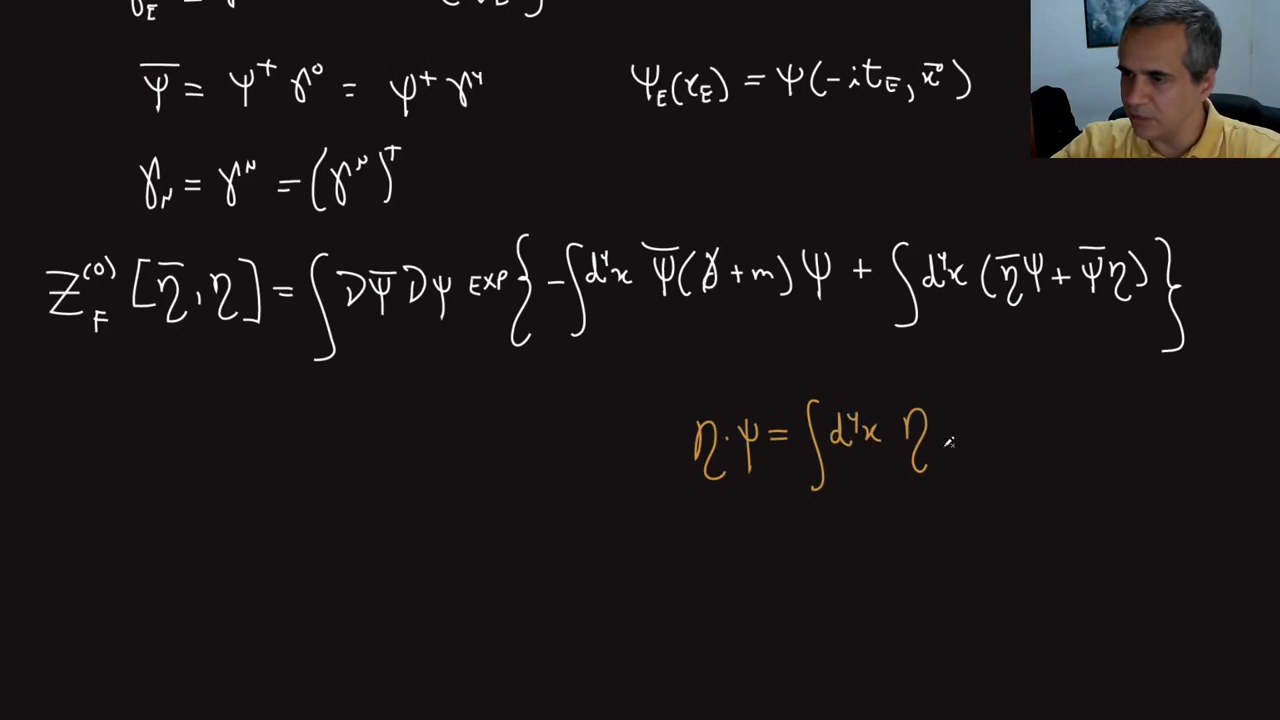 ψ̄ = ψ† γ⁰ = ψ† γ⁴
ψ_E(x_E) = ψ(-it_E, x⃗)
γ_μ = γ^μ = (γ^μ)†
Z_F^(0) [η̄, η] = ∫ Dψ̄ Dψ EXP { -∫d⁴x ψ̄(∂̸ + m)ψ + ∫d⁴x (η̄ψ + ψ̄η) }
η·ψ = ∫d⁴x η